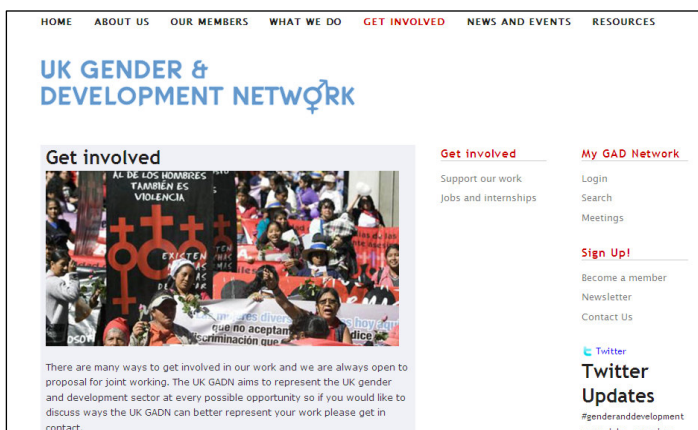 HOME ABOUT US OUR MEMBERS WHAT WE DO GET INVOLVED NEWS AND EVENTS RESOURCES
UK GENDER &
DEVELOPMENT NETWORK
Get involved
AL DE LOS HOMBRES
TAMBIÉN ES
VIOLENCIA
EXISTEN
que no aceptam
discriminación que
There are many ways to get involved in our work and we are always open to
proposal for joint working. The UK GADN aims to represent the UK gender
and development sector at every possible opportunity so if you would like to
discuss ways the UK GADN can better represent your work please get in
contact
Get involved
Support our work
Jobs and internships
My GAD Network
Login
Search
Meetings
Sign Up!
Become a member
Newsletter
Contact Us
Twitter
Twitter
Updates
#genderanddevelopment